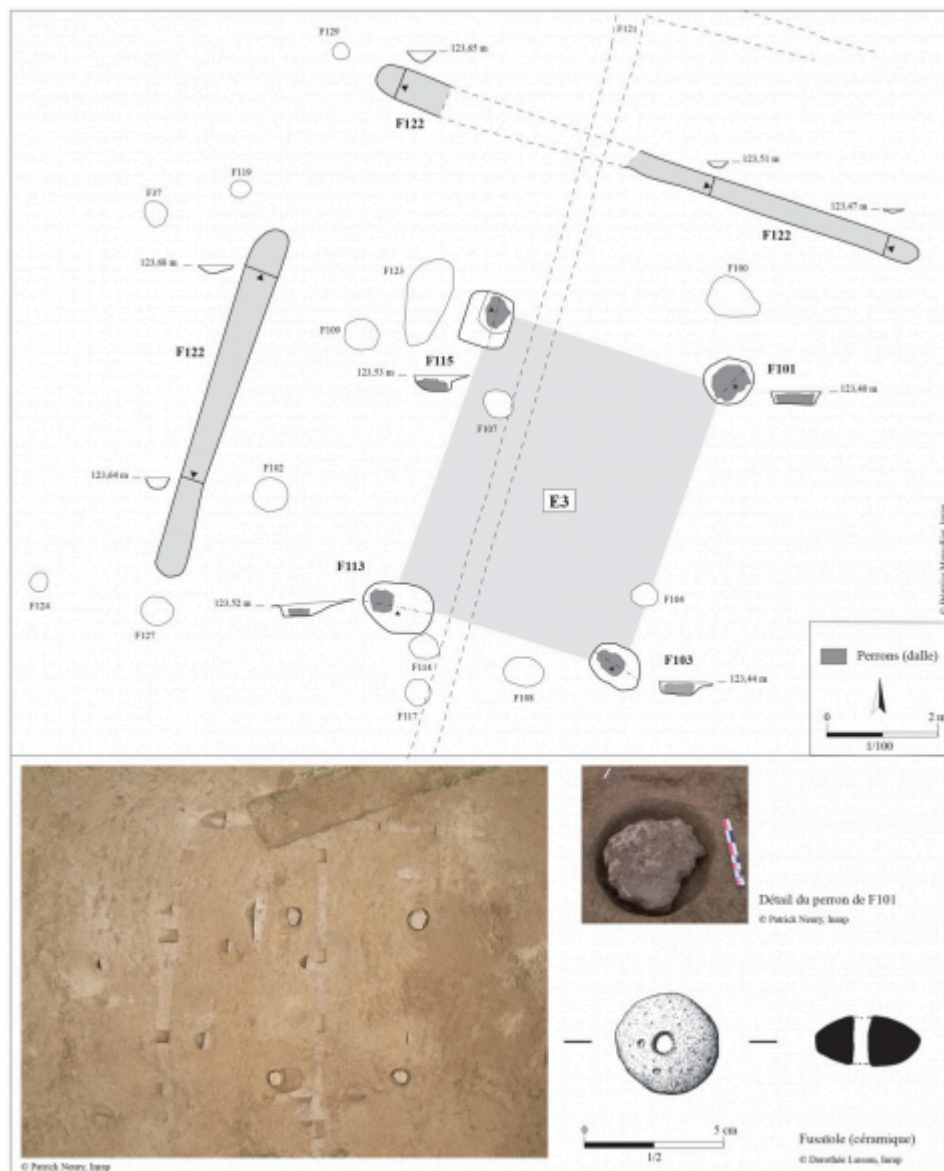 F129
123,65 m
F121
F122
123,51 m
F119
F37
123,47 m
F122
123,68 m
F123
F100
F109
F122
F115
F101
123,53 m
123,40 m
F107
123,64 m
F102
E3
F113
F124
123,52 m
F104
F127
F114
F103
Perrons (dalle)
F108
123,44 m
F117
0 2 m
1/100
Détail du perron de F101
© Patrick Neury, Inrap
0 5 cm
1/2
Fusaïole (céramique)
© Patrick Neury, Inrap
Inrap